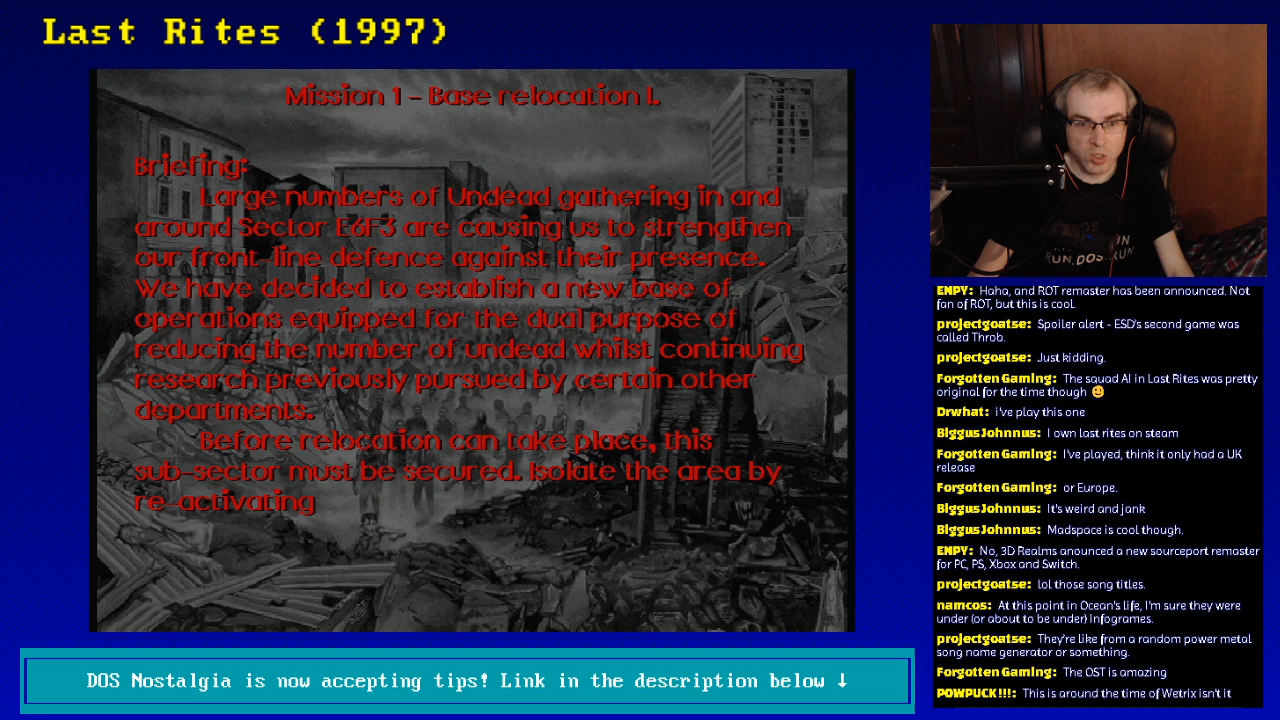 Last Rites (1997)
Mission 1 - Base relocation I.
Briefing:
Large numbers of Undead gathering in and
around Sector E6F3 are causing us to strengthen
our front-line defence against their presence.
We have decided to establish a new base of
operations equipped for the dual purpose of
reducing the number of undead whilst continuing
research previously pursued by certain other
departments.
Before relocation can take place, this
sub-sector must be secured. Isolate the area by
re-activating
DOS Nostalgia is now accepting tips! Link in the description below ↓
RUN.DOS.RUN
ENPY: Haha, and ROT remaster has been announced. Not
fan of ROT, but this is cool.
projectgoatse: Spoiler alert - ESD's second game was
called Throb.
projectgoatse: Just kidding.
Forgotten Gaming: The squad AI in Last Rites was pretty
original for the time though 🙂
Drwhat: i've play this one
BiggusJohnnus: I own last rites on steam
Forgotten Gaming: I've played, think it only had a UK
release
Forgotten Gaming: or Europe.
BiggusJohnnus: It's weird and jank
BiggusJohnnus: Madspace is cool though.
ENPY: No, 3D Realms anounced a new sourceport remaster
for PC, PS, Xbox and Switch.
projectgoatse: lol those song titles.
namcos: At this point in Ocean's life, I'm sure they were
under (or about to be under) Infogrames.
projectgoatse: They're like from a random power metal
song name generator or something.
Forgotten Gaming: The OST is amazing
POWPUCK!!!: This is around the time of Wetrix isn't it